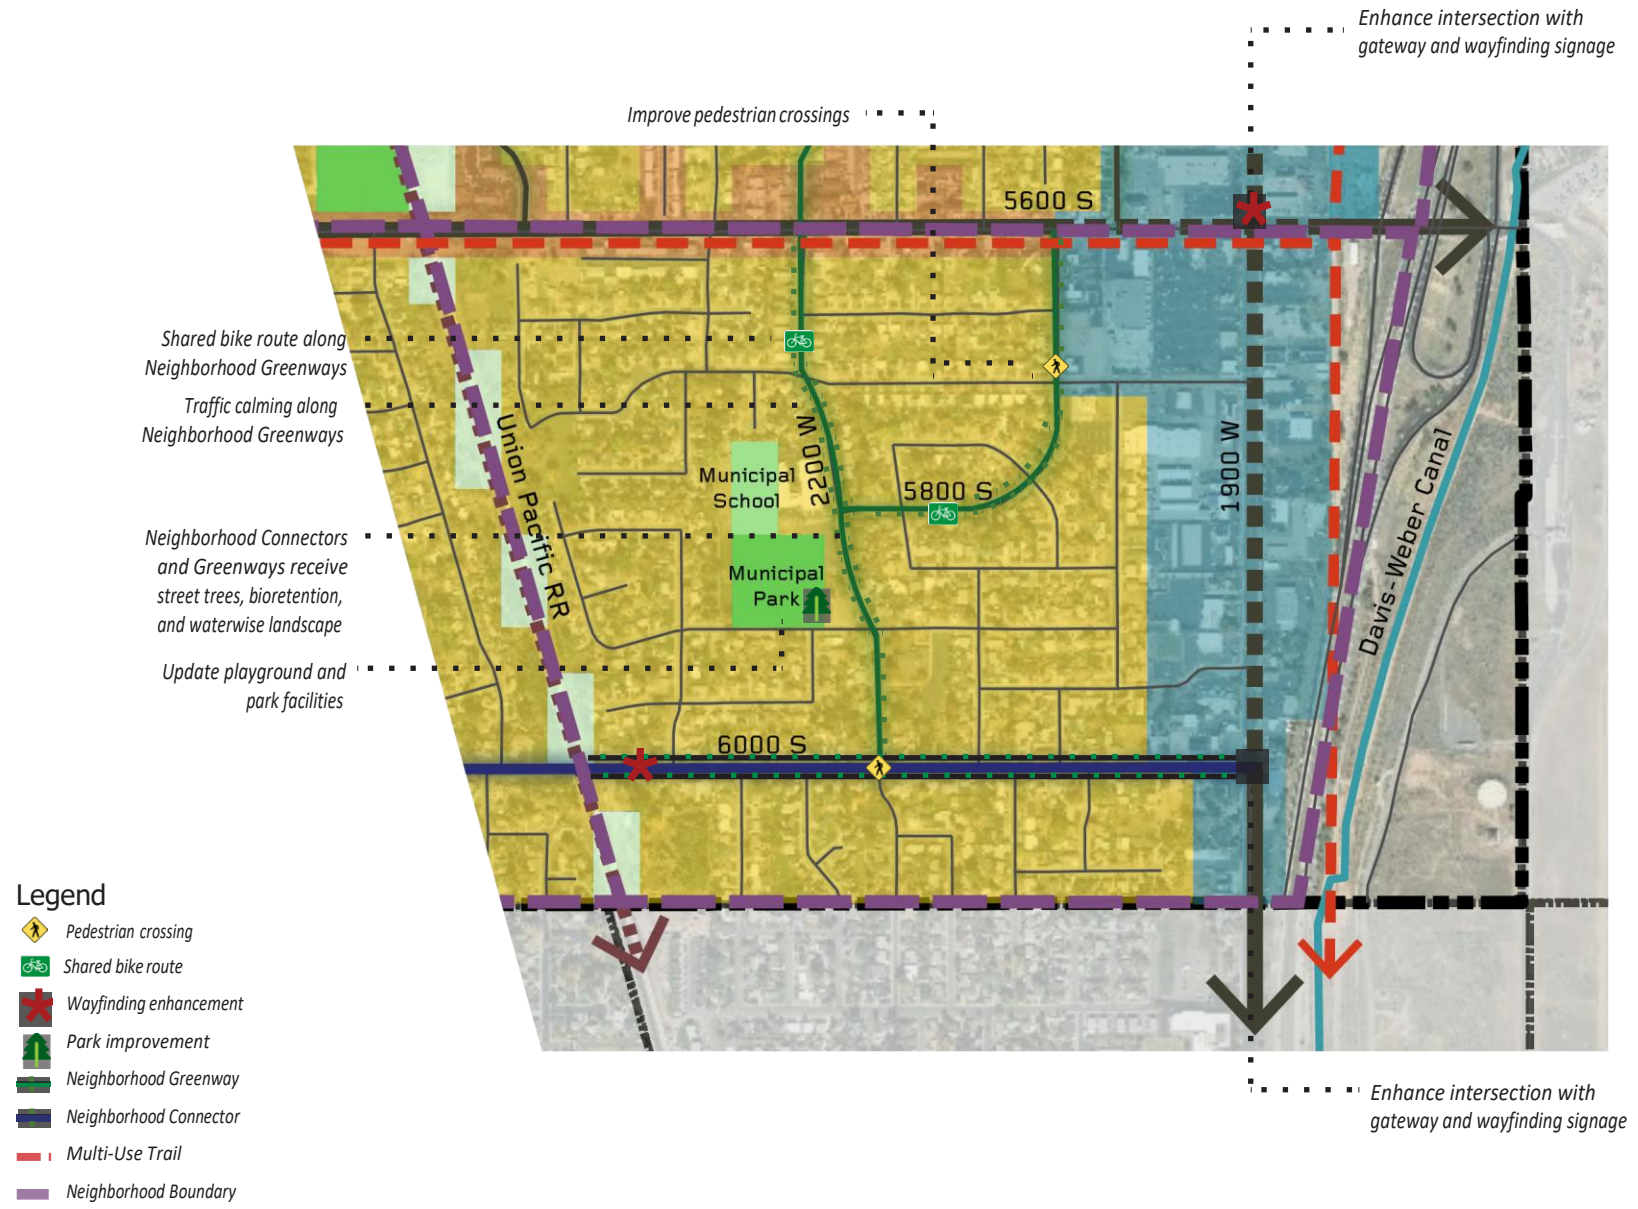 Enhance intersection with
gateway and wayfinding signage
Improve pedestrian crossings
5600 S
Shared bike route along
Neighborhood Greenways
Traffic calming along
Neighborhood Greenways
Union Pacific RR
2200 W
1900 W
Davis-Weber Canal
Municipal
School
5800 S
Neighborhood Connectors
and Greenways receive
street trees, bioretention,
and waterwise landscape
Municipal
Park
Update playground and
park facilities
6000 S
Legend
Pedestrian crossing
Shared bike route
Wayfinding enhancement
Park improvement
Neighborhood Greenway
Neighborhood Connector
Multi-Use Trail
Neighborhood Boundary
Enhance intersection with
gateway and wayfinding signage